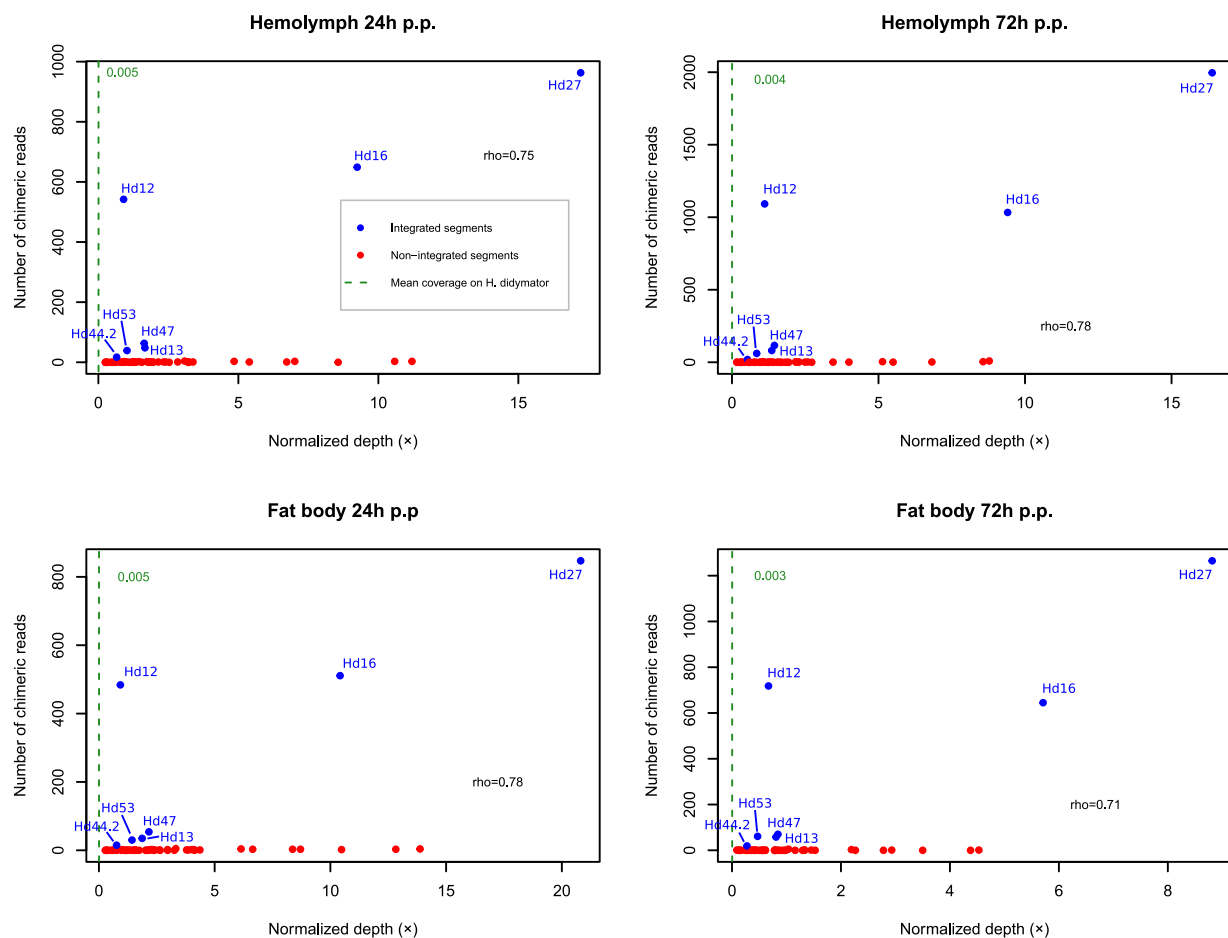 Hemolymph 24h p.p.
Number of chimeric reads
0 200 400 600 800 1000
0.005
Hd27
Hd16
rho=0.75
Hd12
Integrated segments
Non−integrated segments
Mean coverage on H. didymator
Hd53
Hd44.2
Hd47
Hd13
0 5 10 15
Normalized depth (×)
Hemolymph 72h p.p.
Number of chimeric reads
0 500 1000 1500 2000
0.004
Hd27
Hd12
Hd16
rho=0.78
Hd53
Hd44.2
Hd47
Hd13
0 5 10 15
Normalized depth (×)
Fat body 24h p.p
Number of chimeric reads
0 200 400 600 800
0.005
Hd27
Hd12
Hd16
rho=0.78
Hd53
Hd44.2
Hd47
Hd13
0 5 10 15 20
Normalized depth (×)
Fat body 72h p.p.
Number of chimeric reads
0 200 400 600 800 1000
0.003
Hd27
Hd12
Hd16
rho=0.71
Hd53
Hd44.2
Hd47
Hd13
0 2 4 6 8
Normalized depth (×)